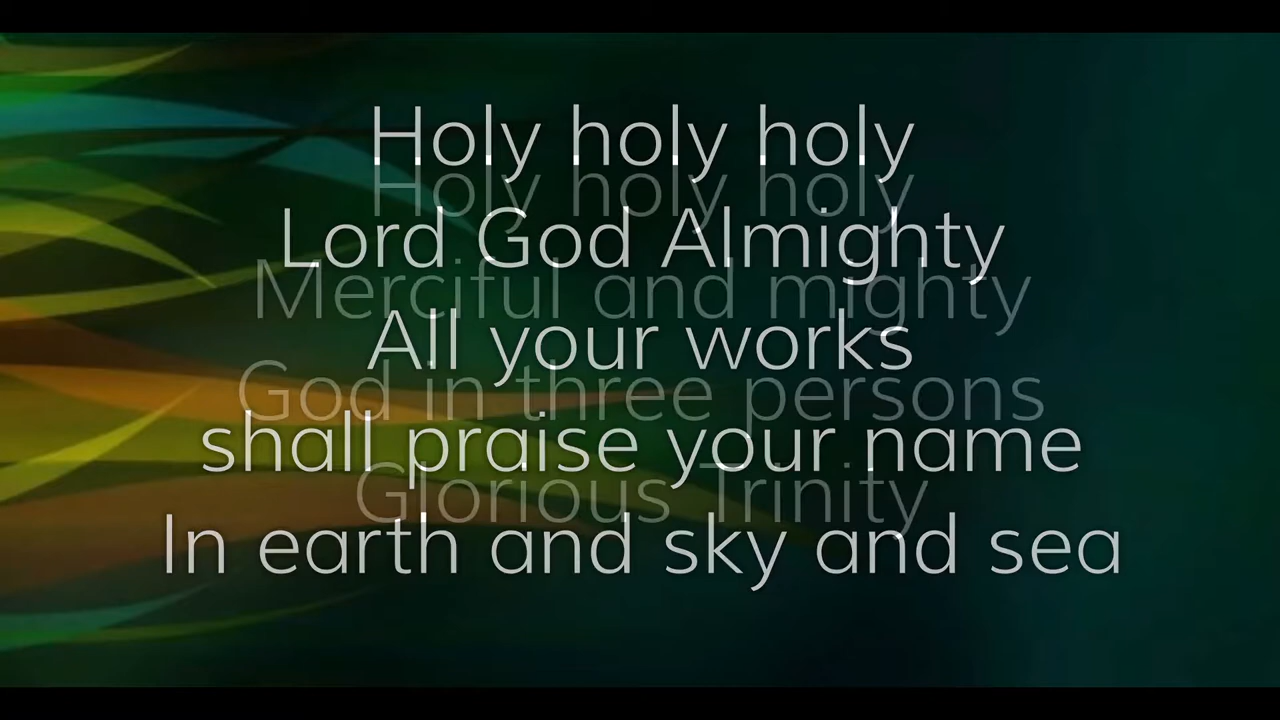 Holy holy holy
Holy holy holy
Lord God Almighty
Merciful and mighty
All your works
God in three persons
shall praise your name
Glorious Trinity
In earth and sky and sea